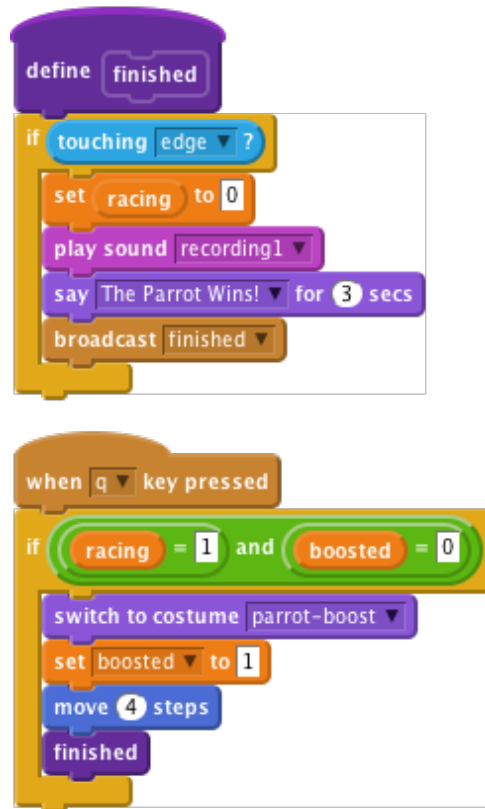 define finished
if touching edge ?
set racing to 0
play sound recording1
say The Parrot Wins! for 3 secs
broadcast finished
when q key pressed
if racing = 1 and boosted = 0
switch to costume parrot-boost
set boosted to 1
move 4 steps
finished